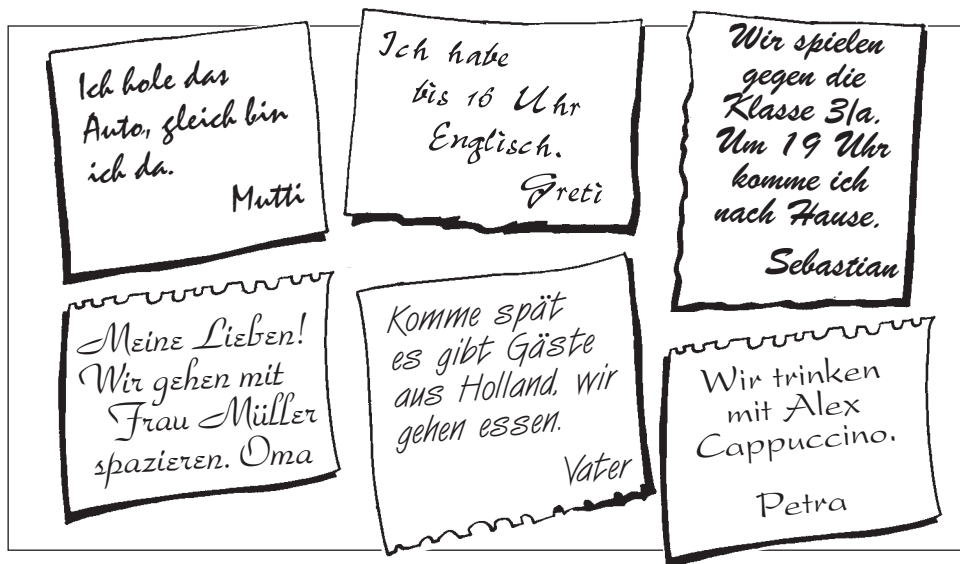 Ich hole das
Auto, gleich bin
ich da.
Mutti
Ich habe
bis 16 Uhr
Englisch.
Greti
Wir spielen
gegen die
Klasse 3/a.
Um 19 Uhr
komme ich
nach Hause.
Sebastian
Meine Lieben!
Wir gehen mit
Frau Müller
spazieren. Oma
Komme spät
es gibt Gäste
aus Holland, wir
gehen essen.
Vater
Wir trinken
mit Alex
Cappuccino.
Petra